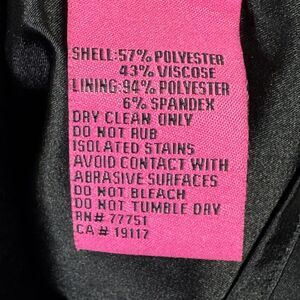 SHELL:57% POLYESTER
43% VISCOSE
LINING:94% POLYESTER
6% SPANDEX
DRY CLEAN ONLY
DO NOT RUB
ISOLATED STAINS
AVOID CONTACT WITH
ABRASIVE SURFACES
DO NOT BLEACH
DO NOT TUMBLE DRY
RN# 77751
CA # 19117